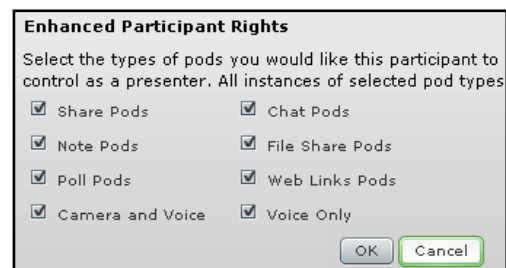 Enhanced Participant Rights
Select the types of pods you would like this participant to
control as a presenter. All instances of selected pod types
Share Pods Chat Pods
Note Pods File Share Pods
Poll Pods Web Links Pods
Camera and Voice Voice Only
OK Cancel